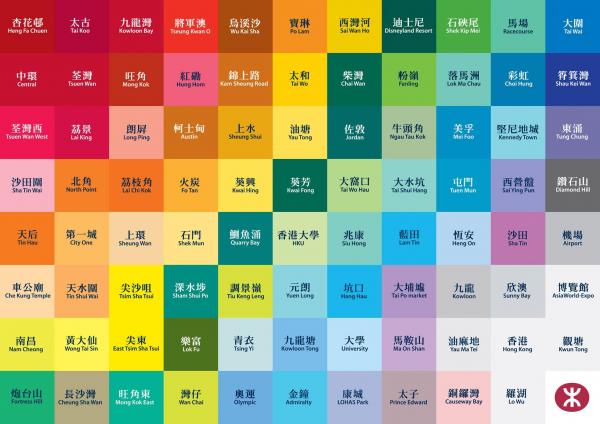 杏花邨
Heng Fa Chuen
太古
Tai Koo
九龍灣
Kowloon Bay
將軍澳
Tseung Kwan O
烏溪沙
Wu Kai Sha
寶琳
Po Lam
西灣河
Sai Wan Ho
迪士尼
Disneyland Resort
石硤尾
Shek Kip Mei
馬場
Racecourse
大圍
Tai Wai
中環
Central
荃灣
Tsuen Wan
旺角
Mong Kok
紅磡
Hung Hom
錦上路
Kam Sheung Road
太和
Tai Wo
柴灣
Chai Wan
粉嶺
Fanling
落馬洲
Lok Ma Chau
彩虹
Choi Hung
筲箕灣
Shau Kei Wan
荃灣西
Tsuen Wan West
荔景
Lai King
朗屏
Long Ping
柯士甸
Austin
上水
Sheung Shui
油塘
Yau Tong
佐敦
Jordan
牛頭角
Ngau Tau Kok
美孚
Mei Foo
堅尼地城
Kennedy Town
東涌
Tung Chung
沙田圍
Sha Tin Wai
北角
North Point
荔枝角
Lai Chi Kok
火炭
Fo Tan
葵興
Kwai Hing
葵芳
Kwai Fong
大窩口
Tai Wo Hau
大水坑
Tai Shui Hang
屯門
Tuen Mun
西營盤
Sai Ying Pun
鑽石山
Diamond Hill
天后
Tin Hau
第一城
City One
上環
Sheung Wan
石門
Shek Mun
鰂魚涌
Quarry Bay
香港大學
HKU
兆康
Siu Hong
藍田
Lam Tin
恆安
Heng On
沙田
Sha Tin
機場
Airport
車公廟
Che Kung Temple
天水圍
Tin Shui Wai
尖沙咀
Tsim Sha Tsui
深水埗
Sham Shui Po
調景嶺
Tiu Keng Leng
元朗
Yuen Long
坑口
Hang Hau
大埔墟
Tai Po market
九龍
Kowloon
欣澳
Sunny Bay
博覽館
AsiaWorld-Expo
南昌
Nam Cheong
黃大仙
Wong Tai Sin
尖東
East Tsim Sha Tsui
樂富
Lok Fu
青衣
Tsing Yi
九龍塘
Kowloon Tong
大學
University
馬鞍山
Ma On Shan
油麻地
Yau Ma Tei
香港
Hong Kong
觀塘
Kwun Tong
炮台山
Fortress Hill
長沙灣
Cheung Sha Wan
旺角東
Mong Kok East
灣仔
Wan Chai
奧運
Olympic
金鐘
Admiralty
康城
LOHAS Park
太子
Prince Edward
銅鑼灣
Causeway Bay
羅湖
Lo Wu